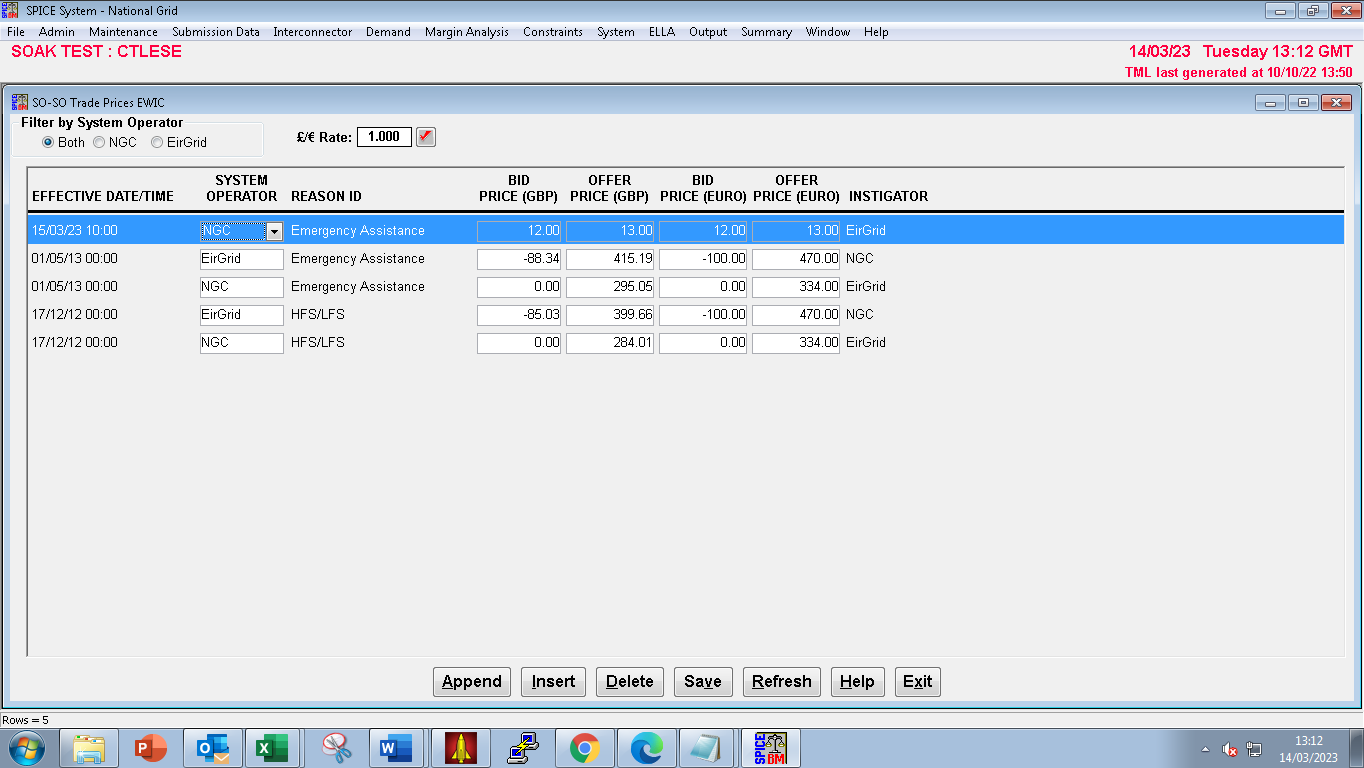 SPICE System - National Grid
File Admin Maintenance Submission Data Interconnector Demand Margin Analysis Constraints System ELLA Output Summary Window Help
SOAK TEST : CTLESE 14/03/23 Tuesday 13:12 GMT
TML last generated at 10/10/22 13:50
SO-SO Trade Prices EWIC
Filter by System Operator
Both NGC EirGrid £/€ Rate: 1.000
SYSTEM BID OFFER BID OFFER
EFFECTIVE DATE/TIME OPERATOR REASON ID PRICE (GBP) PRICE (GBP) PRICE (EURO) PRICE (EURO) INSTIGATOR
15/03/23 10:00 NGC Emergency Assistance 12.00 13.00 12.00 13.00 EirGrid
01/05/13 00:00 EirGrid Emergency Assistance -88.34 415.19 -100.00 470.00 NGC
01/05/13 00:00 NGC Emergency Assistance 0.00 295.05 0.00 334.00 EirGrid
17/12/12 00:00 EirGrid HFS/LFS -85.03 399.66 -100.00 470.00 NGC
17/12/12 00:00 NGC HFS/LFS 0.00 284.01 0.00 334.00 EirGrid
Append Insert Delete Save Refresh Help Exit
Rows = 5
SPICE BM
13:12
14/03/2023